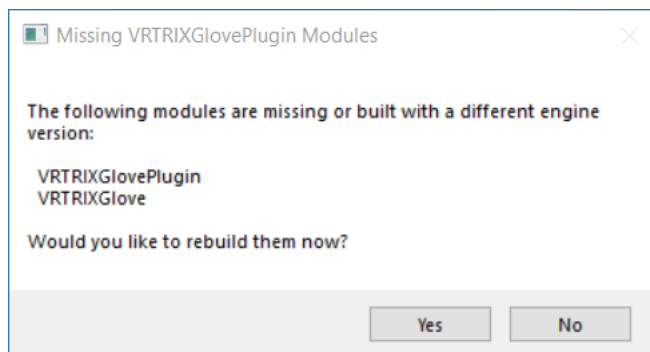 Missing VRTRIXGlovePlugin Modules
The following modules are missing or built with a different engine
version:
VRTRIXGlovePlugin
VRTRIXGlove
Would you like to rebuild them now?
Yes No